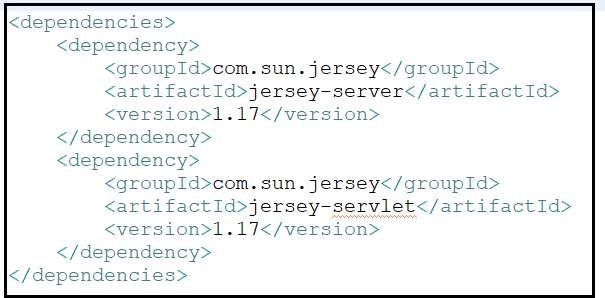 <dependencies>
    <dependency>
        <groupId>com.sun.jersey</groupId>
        <artifactId>jersey-server</artifactId>
        <version>1.17</version>
    </dependency>
    <dependency>
        <groupId>com.sun.jersey</groupId>
        <artifactId>jersey-servlet</artifactId>
        <version>1.17</version>
    </dependency>
</dependencies>